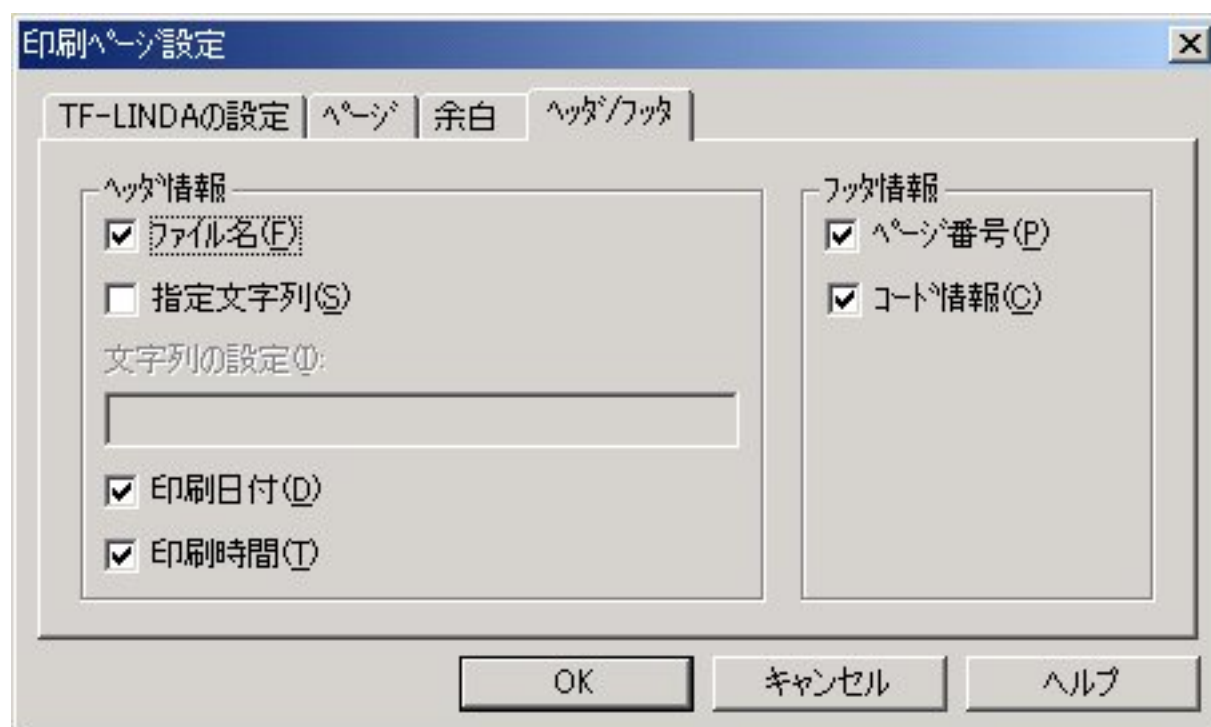 印刷ﾍﾟｰｼﾞ設定
TF-LINDAの設定 ﾍﾟｰｼﾞ 余白 ﾍｯﾀﾞ/ﾌｯﾀ
ﾍｯﾀﾞ情報
ﾌｧｲﾙ名(F)
指定文字列(S)
文字列の設定(I):
印刷日付(D)
印刷時間(T)
ﾌｯﾀ情報
ﾍﾟｰｼﾞ番号(P)
ｺｰﾄﾞ情報(C)
OK キャンセル ヘルプ